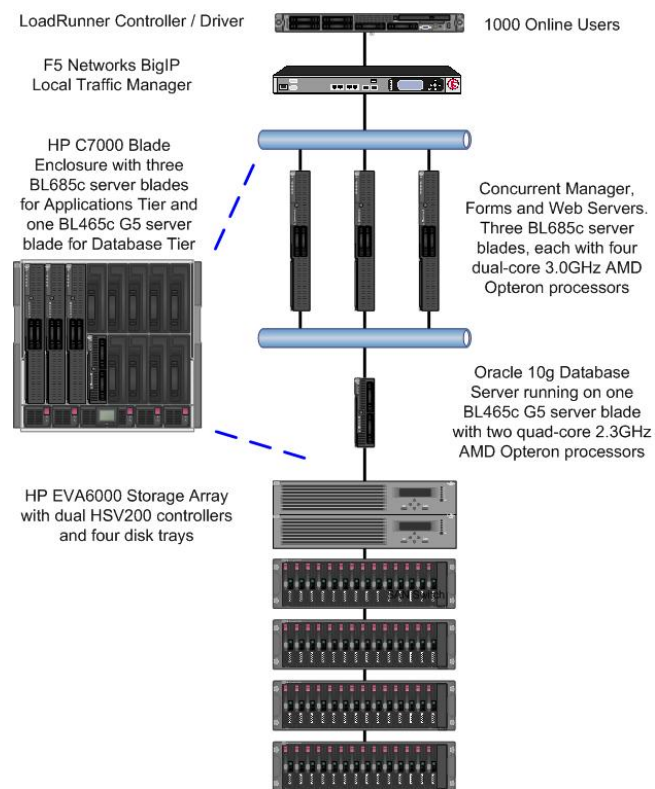 LoadRunner Controller / Driver
1000 Online Users
F5 Networks BigIP
Local Traffic Manager
HP C7000 Blade
Enclosure with three
BL685c server blades
for Applications Tier and
one BL465c G5 server
blade for Database Tier
Concurrent Manager,
Forms and Web Servers.
Three BL685c server
blades, each with four
dual-core 3.0GHz AMD
Opteron processors
Oracle 10g Database
Server running on one
BL465c G5 server blade
with two quad-core 2.3GHz
AMD Opteron processors
HP EVA6000 Storage Array
with dual HSV200 controllers
and four disk trays
SAN Switch